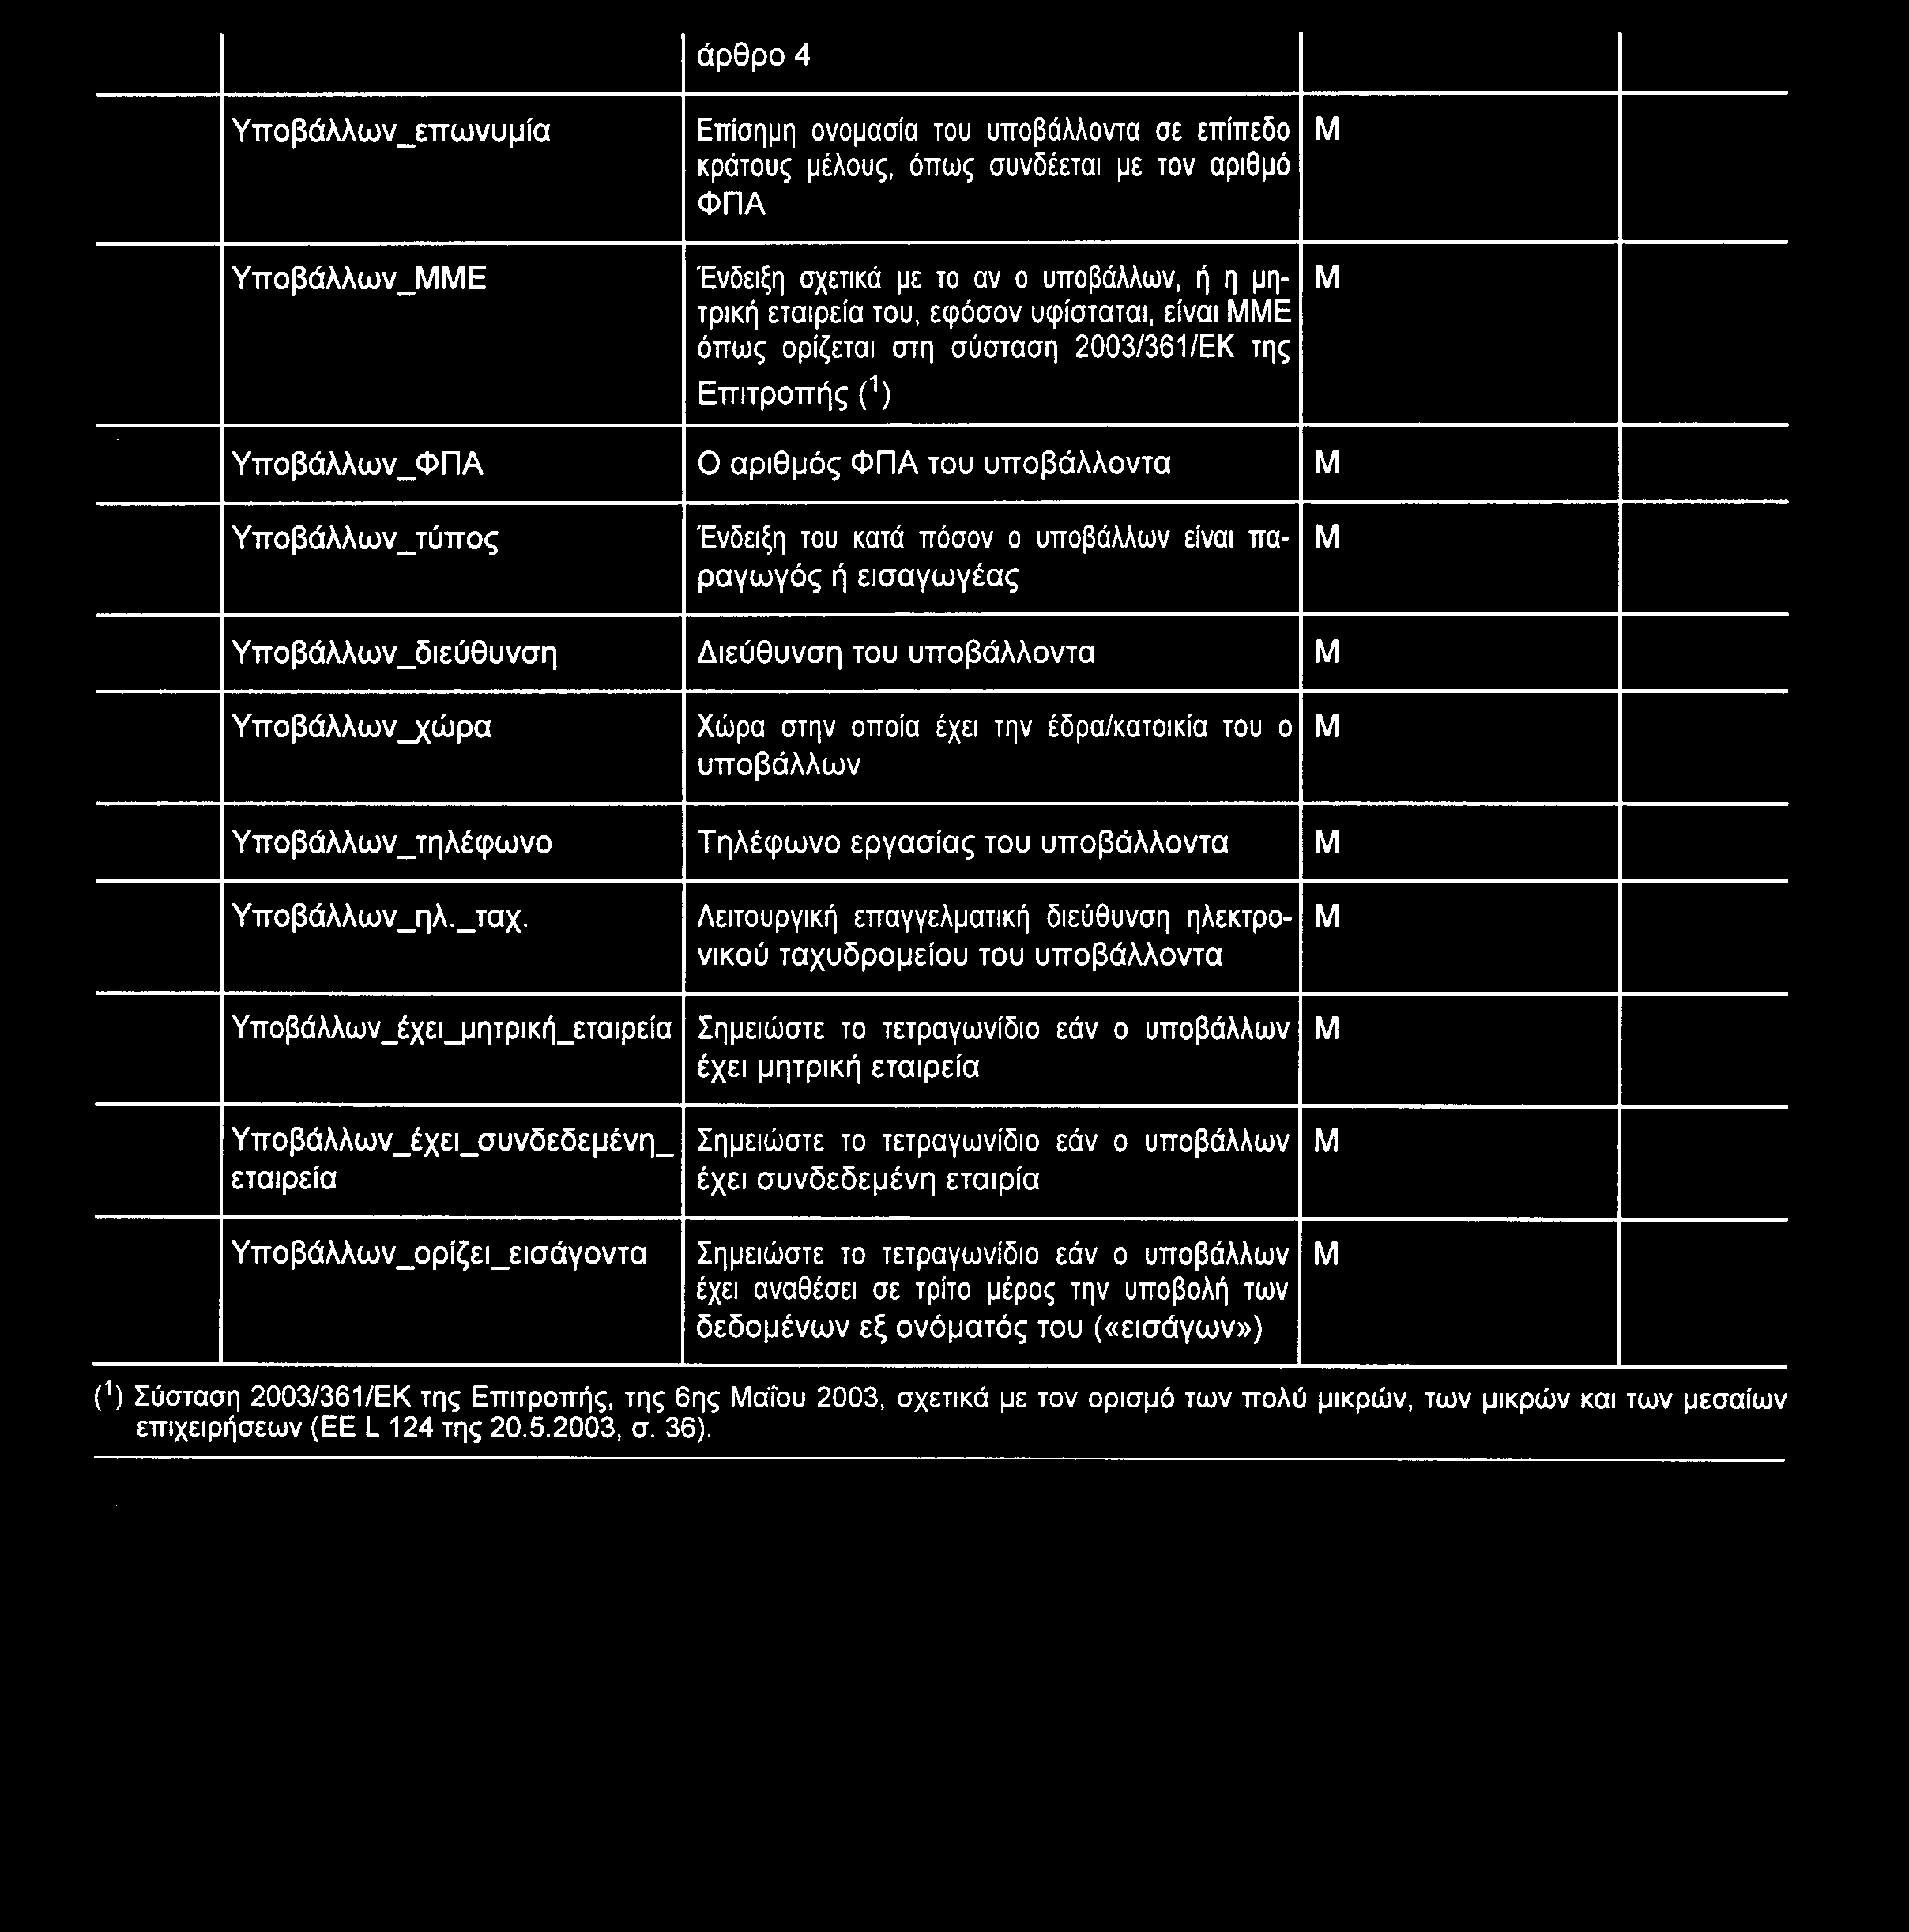 άρθρο 4
Υποβάλλων_επωνυμία
Επίσημη ονομασία του υποβάλλοντα σε επίπεδο
κράτους μέλους, όπως συνδέεται με τον αριθμό
ΦΠΑ
Μ
Υποβάλλων_ΜΜΕ
Ένδειξη σχετικά με το αν ο υποβάλλων, ή η μη-
τρική εταιρεία του, εφόσον υφίσταται, είναι ΜΜΕ
όπως ορίζεται στη σύσταση 2003/361/ΕΚ της
Επιτροπής (¹)
Μ
Υποβάλλων_ΦΠΑ
Ο αριθμός ΦΠΑ του υποβάλλοντα
Μ
Υποβάλλων_τύπος
Ένδειξη του κατά πόσον ο υποβάλλων είναι πα-
ραγωγός ή εισαγωγέας
Μ
Υποβάλλων_διεύθυνση
Διεύθυνση του υποβάλλοντα
Μ
Υποβάλλων_χώρα
Χώρα στην οποία έχει την έδρα/κατοικία του ο
υποβάλλων
Μ
Υποβάλλων_τηλέφωνο
Τηλέφωνο εργασίας του υποβάλλοντα
Μ
Υποβάλλων_ηλ._ταχ.
Λειτουργική επαγγελματική διεύθυνση ηλεκτρο-
νικού ταχυδρομείου του υποβάλλοντα
Μ
Υποβάλλων_έχει_μητρική_εταιρεία
Σημειώστε το τετραγωνίδιο εάν ο υποβάλλων
έχει μητρική εταιρεία
Μ
Υποβάλλων_έχει_συνδεδεμένη_
εταιρεία
Σημειώστε το τετραγωνίδιο εάν ο υποβάλλων
έχει συνδεδεμένη εταιρία
Μ
Υποβάλλων_ορίζει_εισάγοντα
Σημειώστε το τετραγωνίδιο εάν ο υποβάλλων
έχει αναθέσει σε τρίτο μέρος την υποβολή των
δεδομένων εξ ονόματός του («εισάγων»)
Μ
(¹) Σύσταση 2003/361/ΕΚ της Επιτροπής, της 6ης Μαΐου 2003, σχετικά με τον ορισμό των πολύ μικρών, των μικρών και των μεσαίων
επιχειρήσεων (ΕΕ L 124 της 20.5.2003, σ. 36).